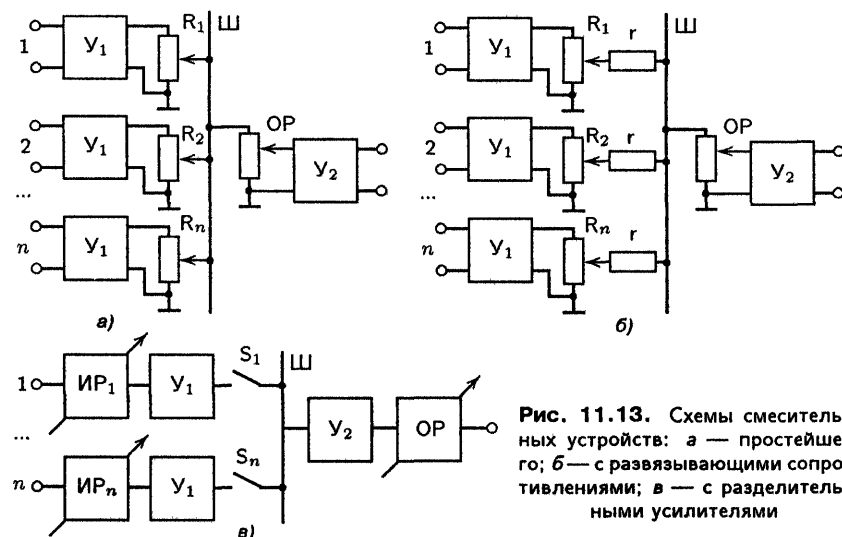 1
У₁
R₁
Ш
2
У₁
R₂
ОР
У₂
...
n
У₁
Rₙ
а)
1
У₁
R₁
r
Ш
2
У₁
R₂
r
ОР
У₂
...
n
У₁
Rₙ
r
б)
1
ИР₁
У₁
S₁
Ш
...
У₂
ОР
n
ИРₙ
У₁
Sₙ
в)
Рис. 11.13. Схемы смеситель-
ных устройств: а — простейше-
го; б — с развязывающими сопро-
тивлениями; в — с разделитель-
ными усилителями